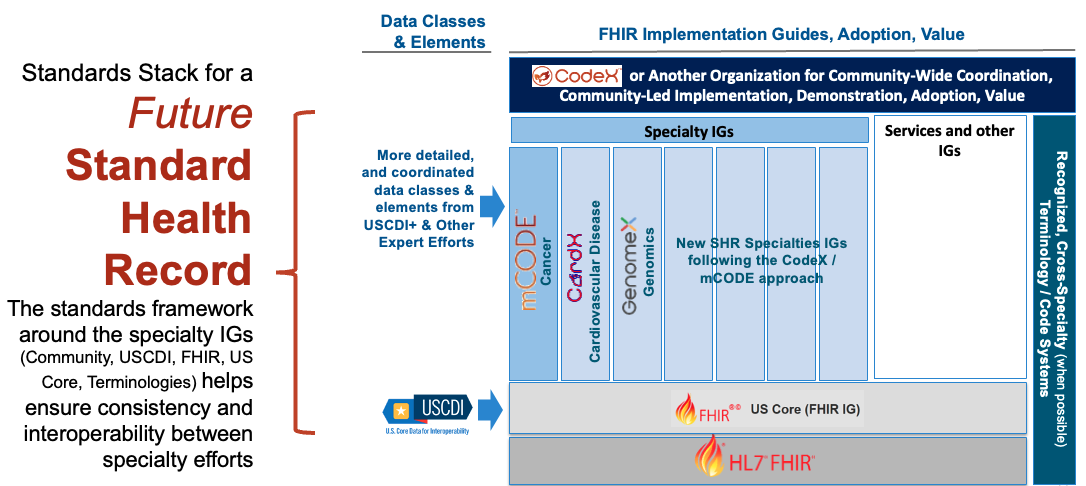 Standards Stack for a
Future
Standard
Health
Record
The standards framework
around the specialty IGs
(Community, USCDI, FHIR, US
Core, Terminologies) helps
ensure consistency and
interoperability between
specialty efforts
Data Classes
& Elements
More detailed,
and coordinated
data classes &
elements from
USCDI+ & Other
Expert Efforts
USCDI
U.S. Core Data for Interoperability
FHIR Implementation Guides, Adoption, Value
CodeX™ or Another Organization for Community-Wide Coordination,
Community-Led Implementation, Demonstration, Adoption, Value
Specialty IGs
Services and other
IGs
mCODE™
Cancer
CardX
Cardiovascular Disease
GenomeX
Genomics
New SHR Specialties IGs
following the CodeX /
mCODE approach
Recognized, Cross-Specialty (when possible)
Terminology / Code Systems
FHIR®© US Core (FHIR IG)
HL7® FHIR®